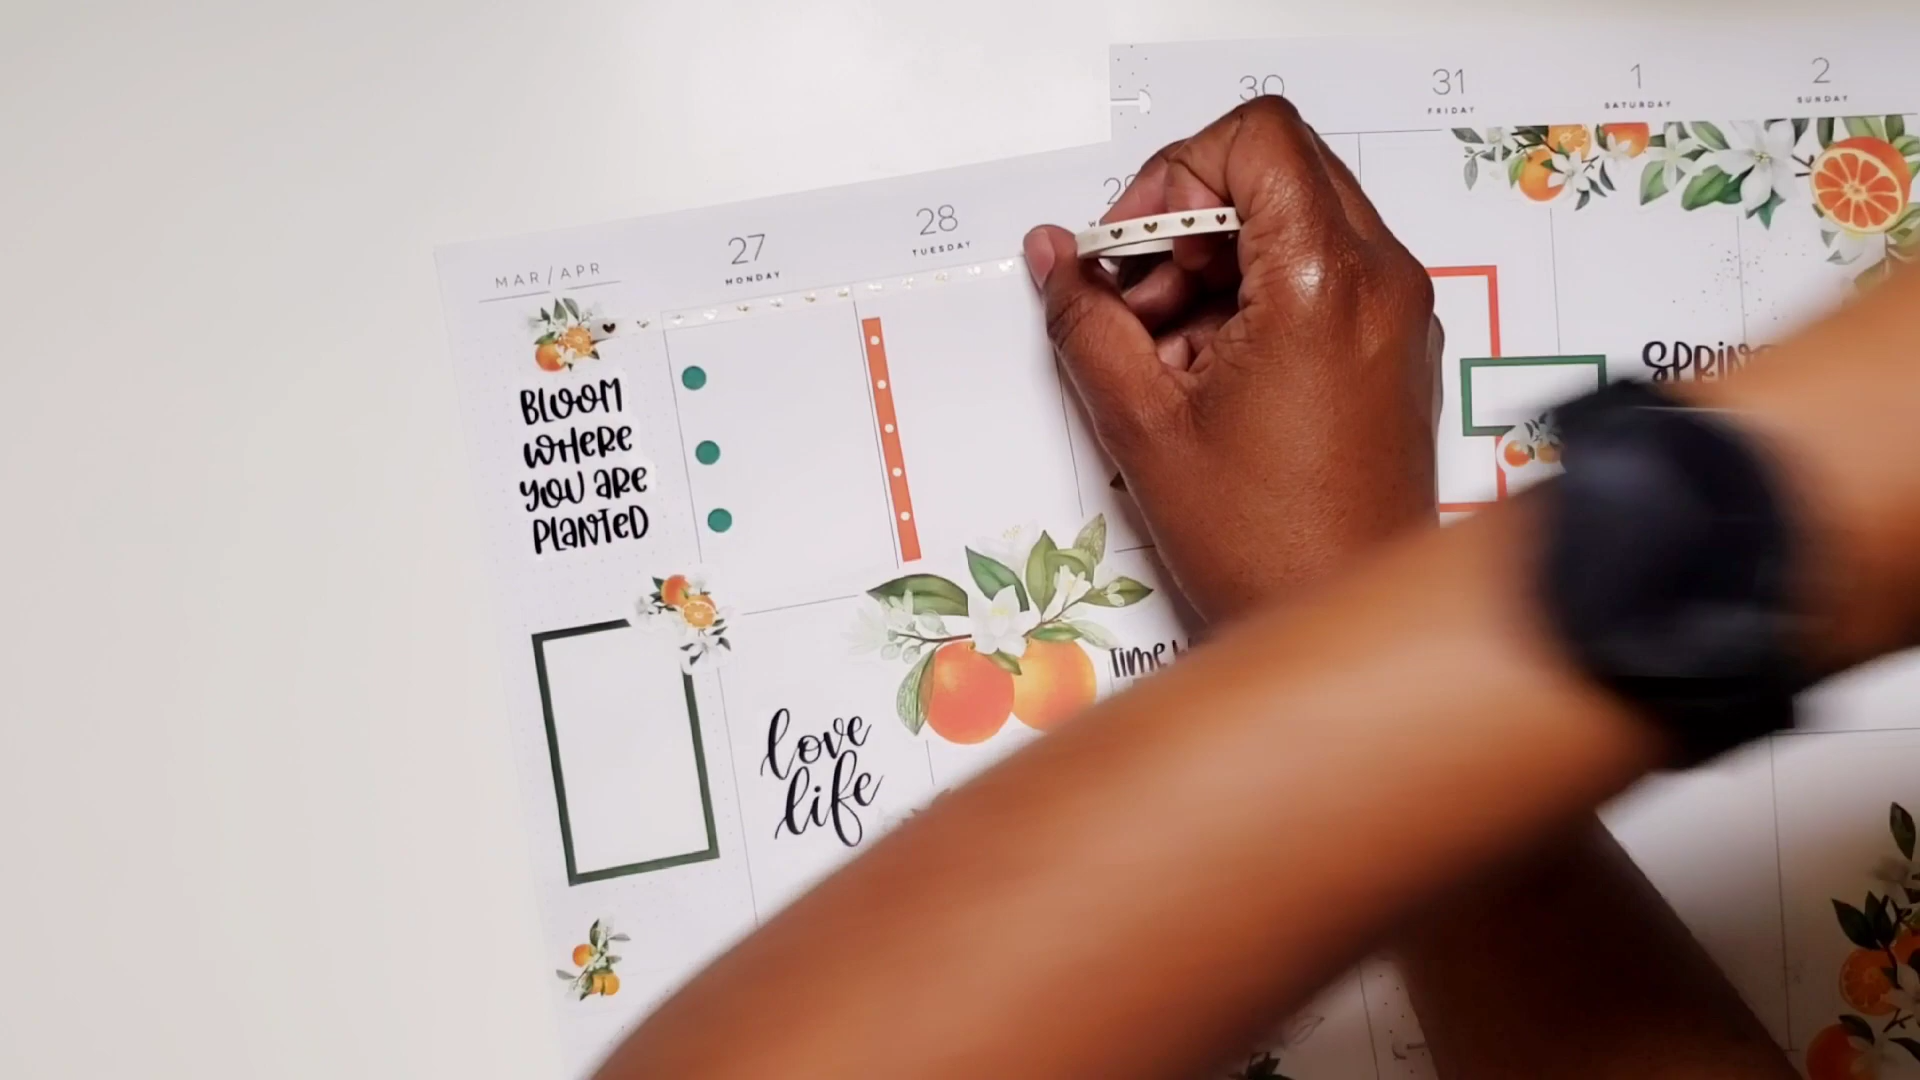 MAR/APR
27
MONDAY
28
TUESDAY
30
31
FRIDAY
1
SATURDAY
2
SUNDAY
BLOOM
WHERE
YOU ARE
PLANTED
SPRING
love
life
Time